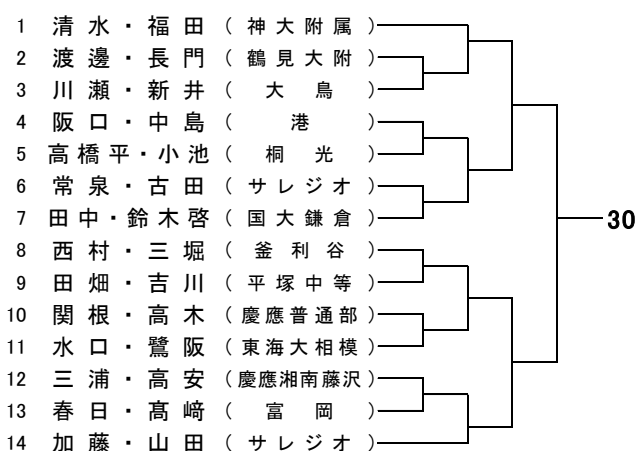 1 清水・福田 (神大附属)
2 渡邊・長門 (鶴見大附)
3 川瀬・新井 (大鳥)
4 阪口・中島 (港)
5 高橋平・小池 (桐光)
6 常泉・古田 (サレジオ)
7 田中・鈴木啓 (国大鎌倉)
30
8 西村・三堀 (釜利谷)
9 田畑・吉川 (平塚中等)
10 関根・高木 (慶應普通部)
11 水口・鷺阪 (東海大相模)
12 三浦・高安 (慶應湘南藤沢)
13 春日・髙﨑 (富岡)
14 加藤・山田 (サレジオ)